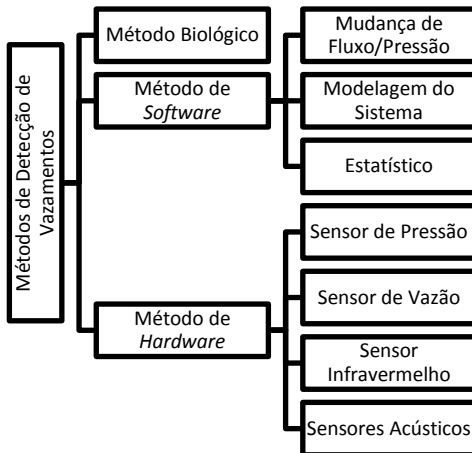 Métodos de Detecção de
Vazamentos
Método Biológico
Método de
Software
Mudança de
Fluxo/Pressão
Modelagem do
Sistema
Estatístico
Método de
Hardware
Sensor de Pressão
Sensor de Vazão
Sensor
Infravermelho
Sensores Acústicos